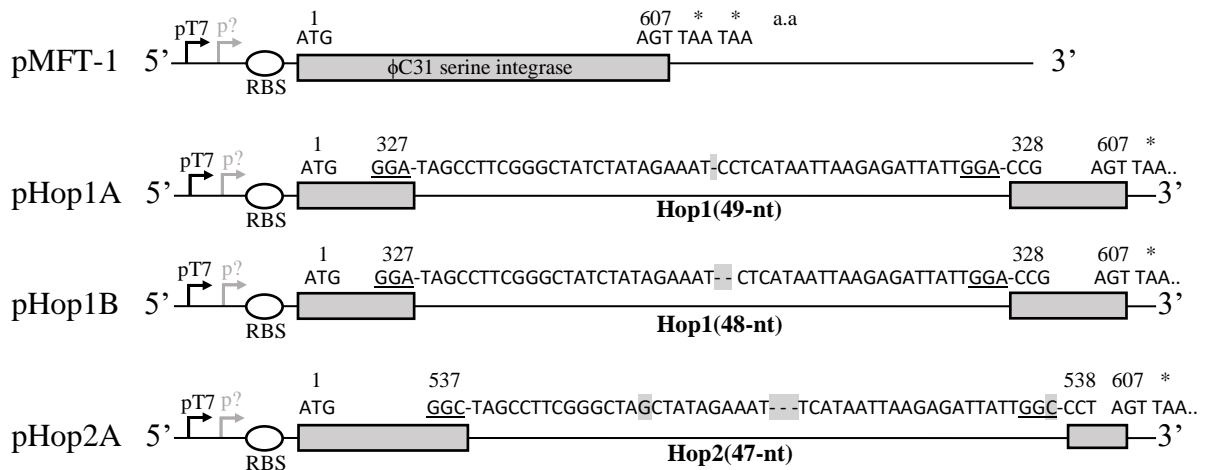 1 607 * * a.a
pT7 p? ATG AGT TAA TAA
pMFT-1 5’ ϕC31 serine integrase 3’
RBS
1 327 328 607 *
pT7 p? ATG GGA-TAGCCTTCGGGCTATCTATAGAAAT-CCTCATAATTAAGAGATTATTGGA-CCG AGT TAA..
pHop1A 5’ 3’
RBS Hop1(49-nt)
1 327 328 607 *
pT7 p? ATG GGA-TAGCCTTCGGGCTATCTATAGAAAT-- CTCATAATTAAGAGATTATTGGA-CCG AGT TAA..
pHop1B 5’ 3’
RBS Hop1(48-nt)
1 537 538 607 *
pT7 p? ATG GGC-TAGCCTTCGGGCTAGCTATAGAAAT---TCATAATTAAGAGATTATTGGC-CCT AGT TAA..
pHop2A 5’ 3’
RBS Hop2(47-nt)